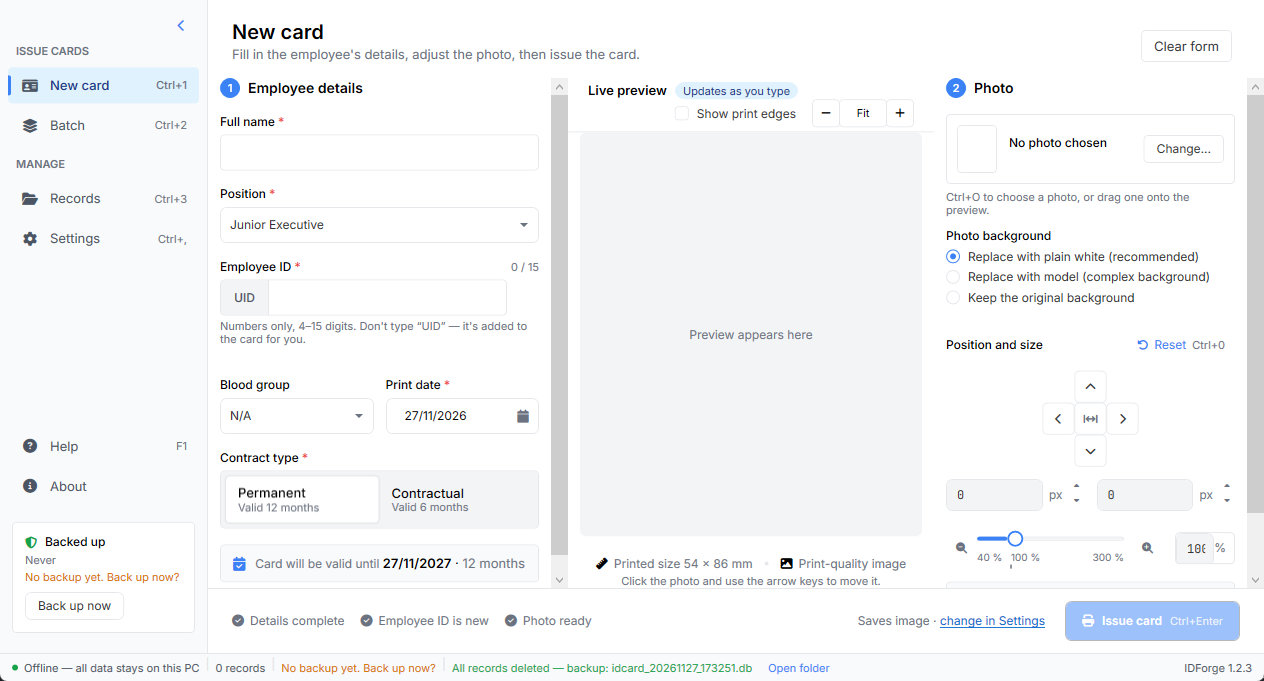 ISSUE CARDS
New card Ctrl+1
Batch Ctrl+2
MANAGE
Records Ctrl+3
Settings Ctrl+,
Help F1
About
Backed up
Never
No backup yet. Back up now?
Back up now
New card
Fill in the employee's details, adjust the photo, then issue the card.
Clear form
1 Employee details
Full name *
Position *
Junior Executive
Employee ID * 0 / 15
UID
Numbers only, 4–15 digits. Don't type “UID” — it's added to
the card for you.
Blood group Print date *
N/A 27/11/2026
Contract type *
Permanent Contractual
Valid 12 months Valid 6 months
Card will be valid until 27/11/2027 · 12 months
Live preview Updates as you type
Show print edges − Fit +
Preview appears here
Printed size 54 × 86 mm • Print-quality image
Click the photo and use the arrow keys to move it.
2 Photo
No photo chosen Change...
Ctrl+O to choose a photo, or drag one onto the
preview.
Photo background
Replace with plain white (recommended)
Replace with model (complex background)
Keep the original background
Position and size Reset Ctrl+0
0 px 0 px
40 % 100 % 300 % 100 %
Details complete Employee ID is new Photo ready
Saves image · change in Settings
Issue card Ctrl+Enter
Offline — all data stays on this PC 0 records No backup yet. Back up now? All records deleted — backup: idcard_20261127_173251.db Open folder IDForge 1.2.3